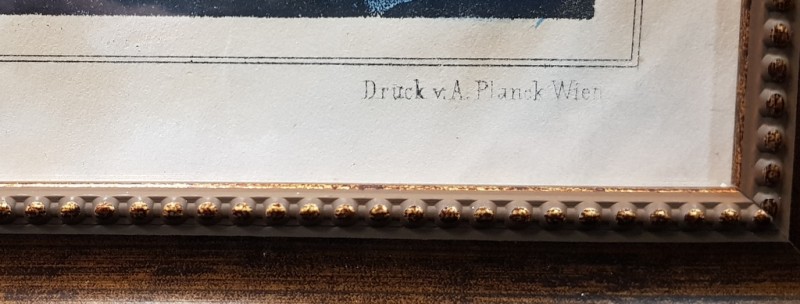 Druck v. A. Planck Wien